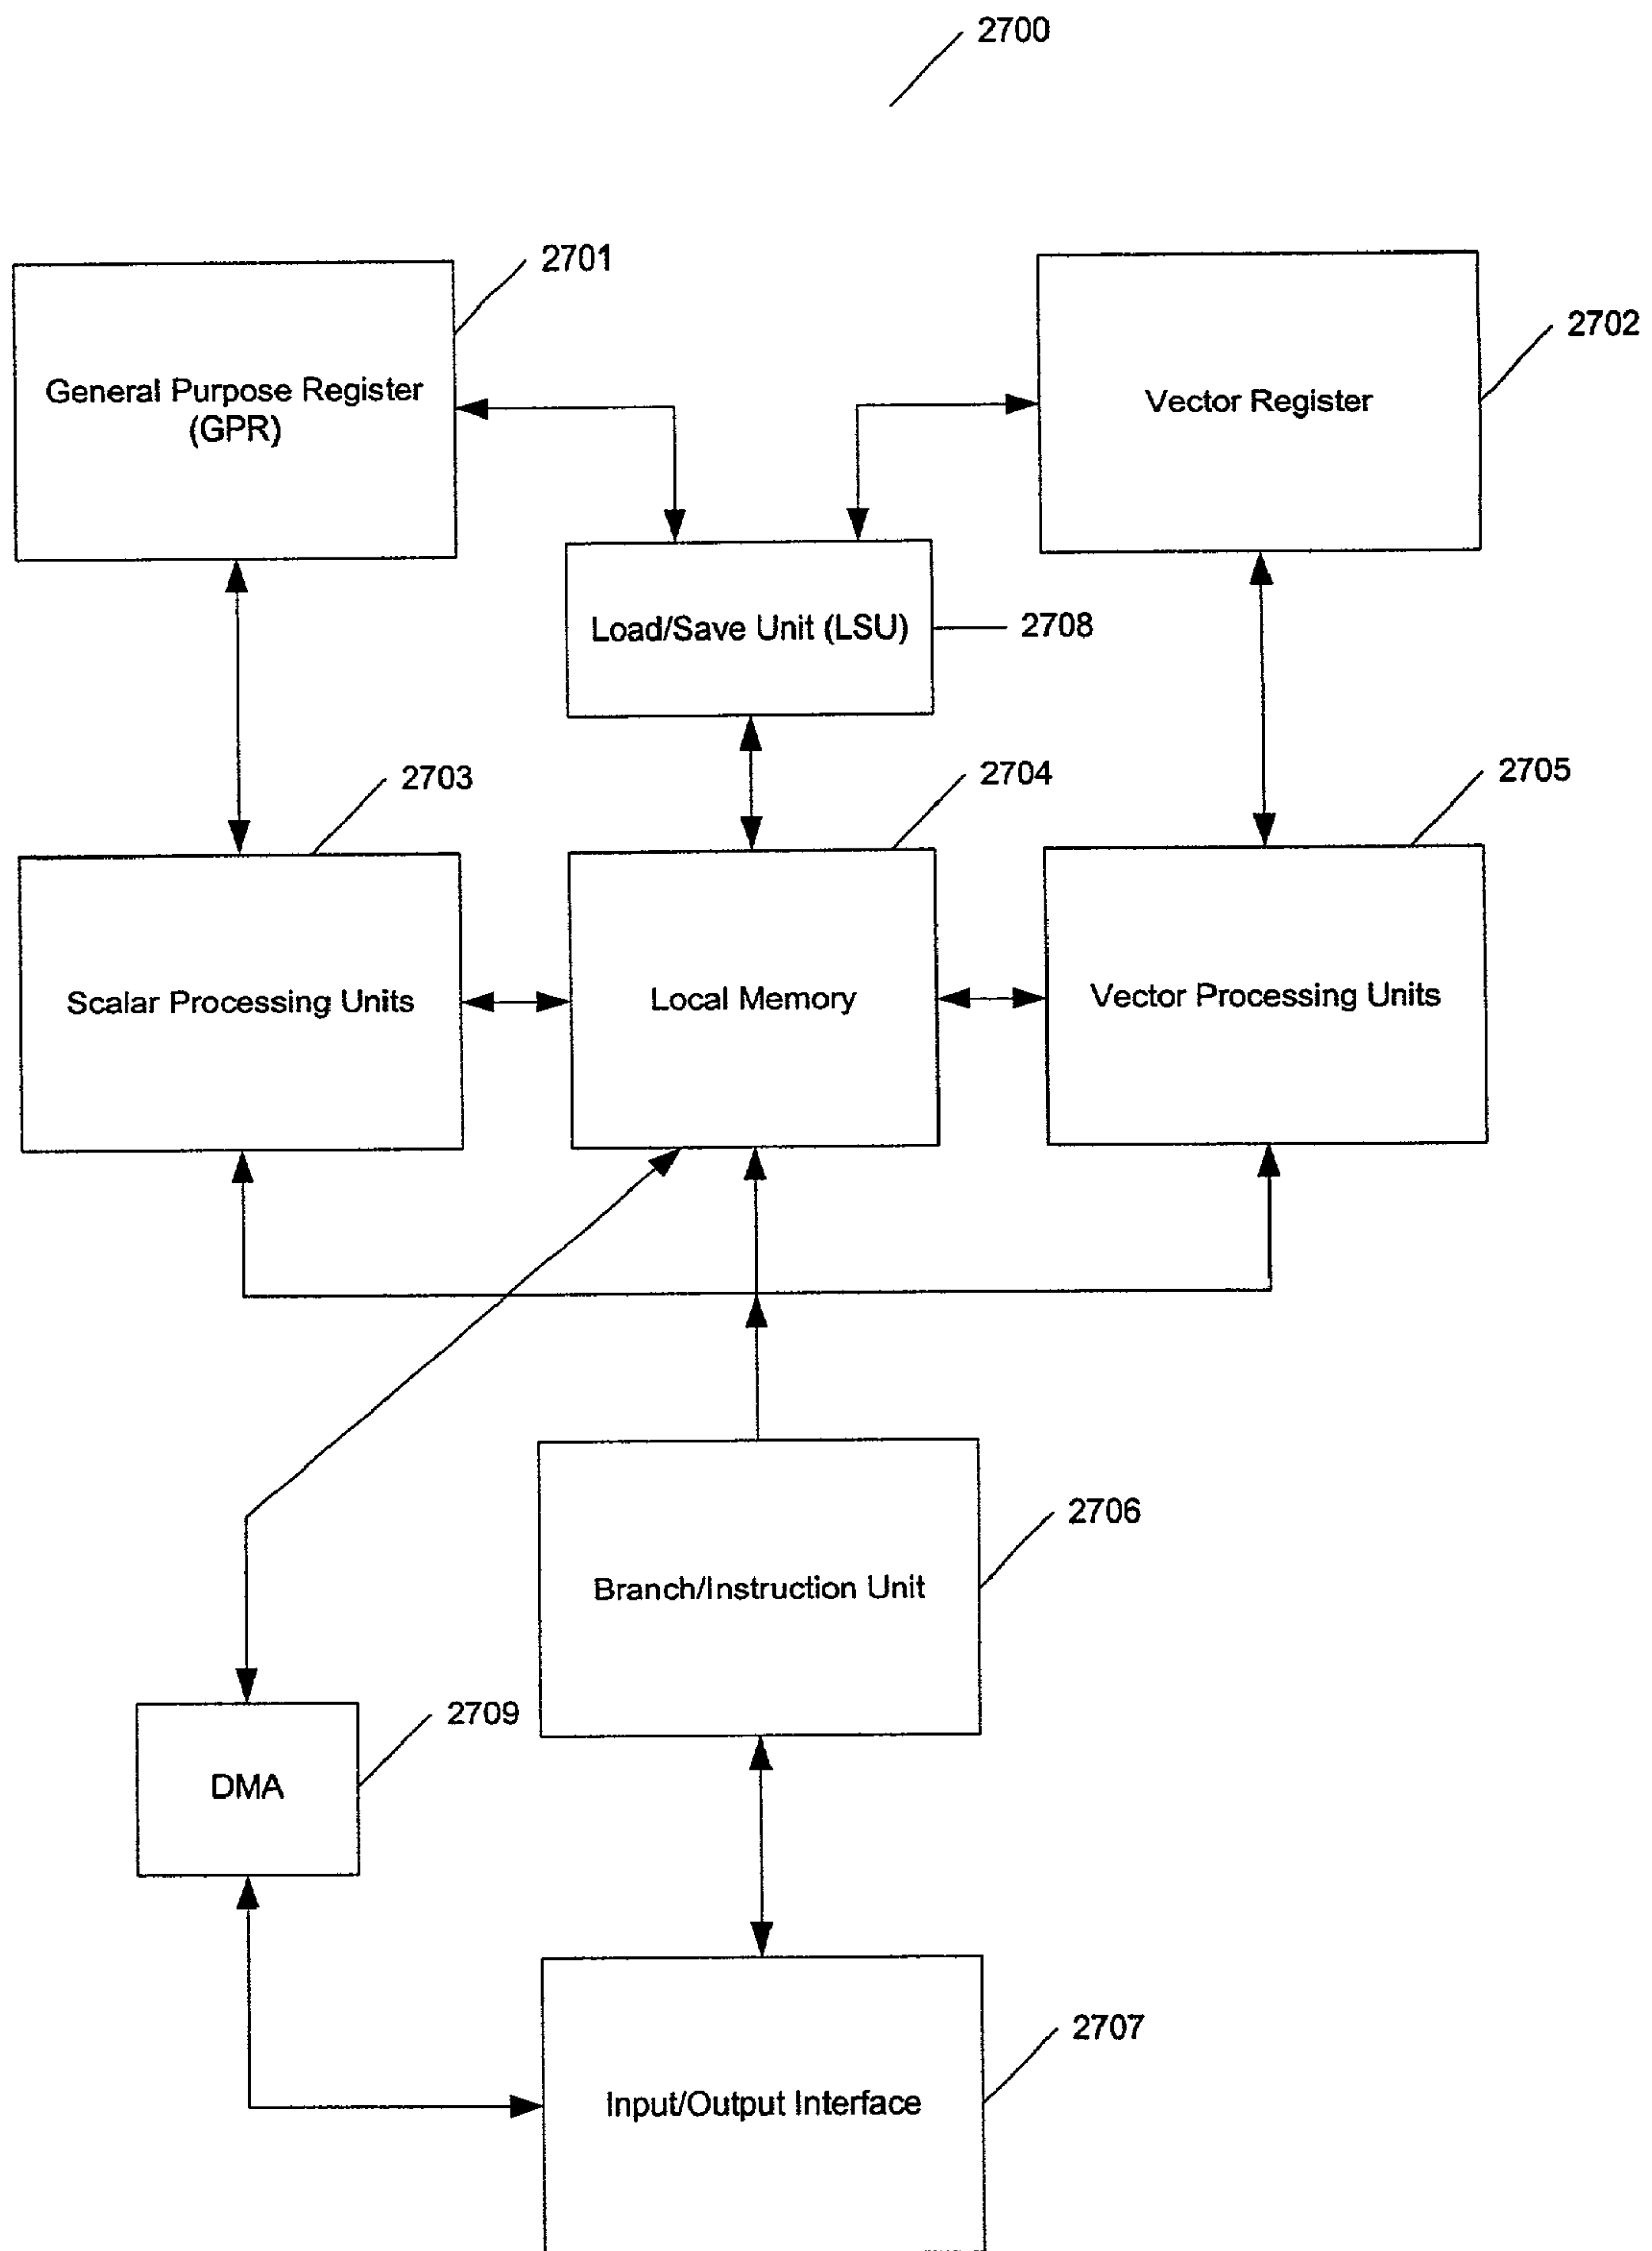 2700
2701
General Purpose Register
(GPR)
2702
Vector Register
Load/Save Unit (LSU)
2708
2703
2704
2705
Scalar Processing Units
Local Memory
Vector Processing Units
2706
Branch/Instruction Unit
2709
DMA
2707
Input/Output Interface